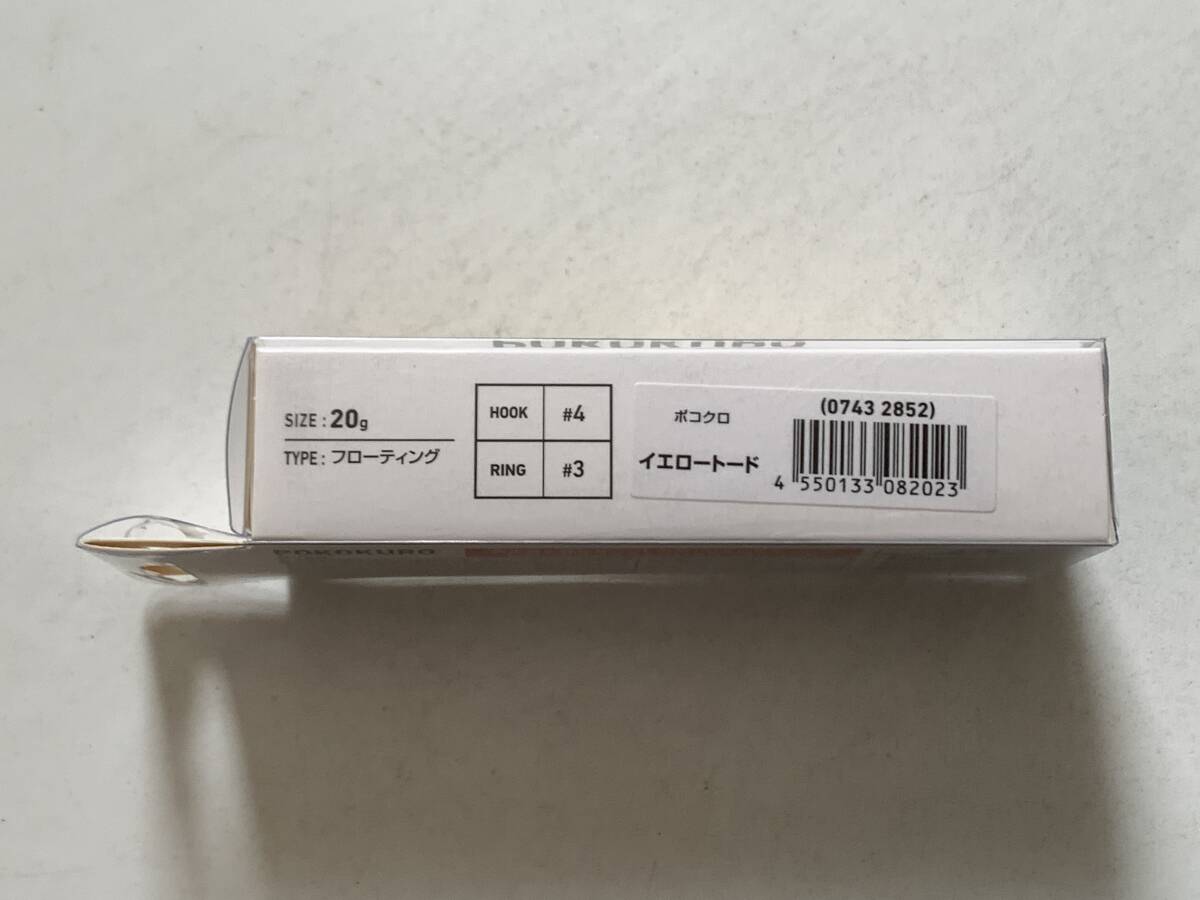 SIZE : 20g
TYPE : フローティング
HOOK #4
RING #3
ポコクロ
イエロートード
(0743 2852)
4 550133 082023
POKOKURO